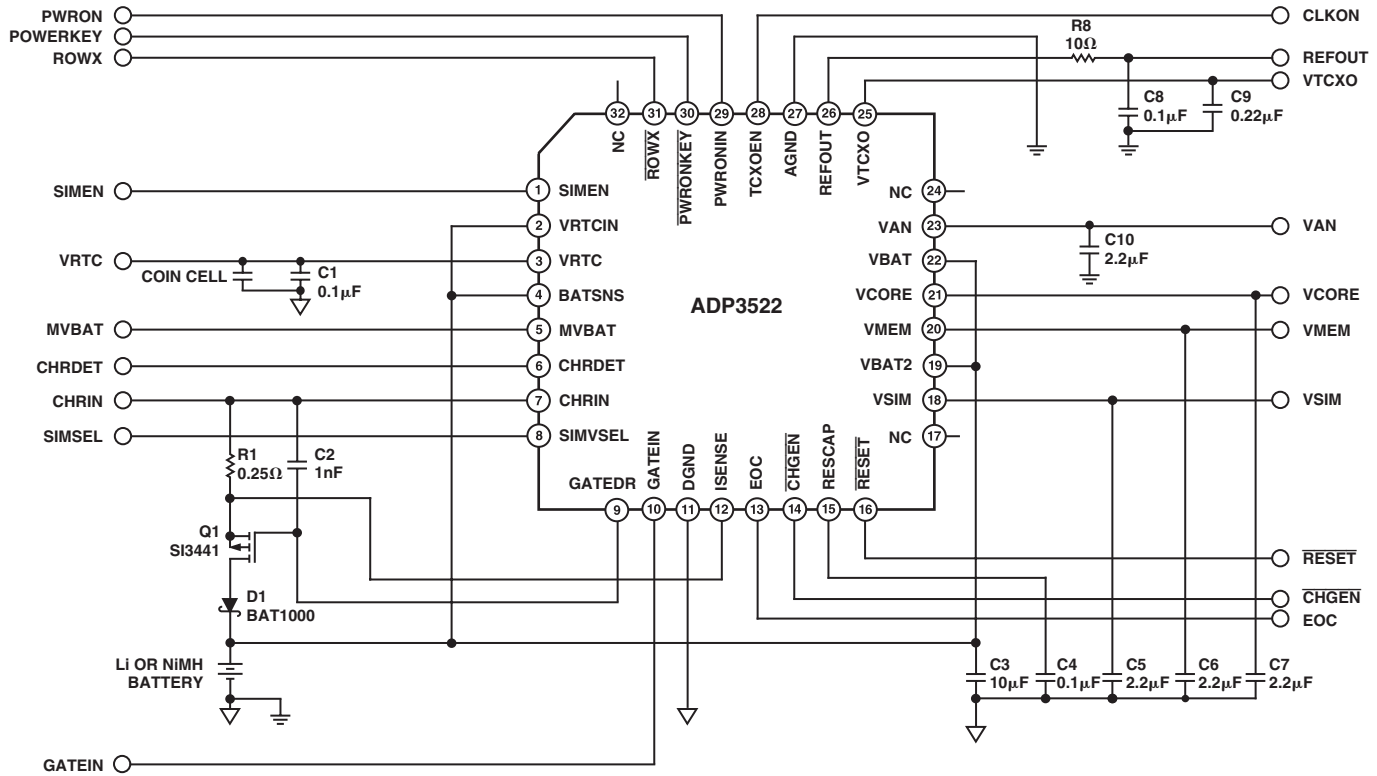 PWRON
POWERKEY
ROWX
CLKON
R8
10Ω
REFOUT
VTCXO
C8
0.1μF
C9
0.22μF
32
31
30
29
28
27
26
25
NC
ROWX
PWRONKEY
PWRONIN
TCXOEN
AGND
REFOUT
VTCXO
SIMEN
1
SIMEN
2
VRTCIN
VRTC
3
VRTC
COIN CELL
C1
0.1μF
4
BATSNS
MVBAT
5
MVBAT
CHRDET
6
CHRDET
CHRIN
7
CHRIN
SIMSEL
8
SIMVSEL
ADP3522
NC
24
VAN
23
VAN
C10
2.2μF
VBAT
22
VCORE
21
VCORE
VMEM
20
VMEM
VBAT2
19
VSIM
18
VSIM
NC
17
R1
0.25Ω
C2
1nF
GATEDR
GATEIN
DGND
ISENSE
EOC
CHGEN
RESCAP
RESET
9
10
11
12
13
14
15
16
Q1
SI3441
D1
BAT1000
RESET
CHGEN
EOC
Li OR NiMH
BATTERY
C3
10μF
C4
0.1μF
C5
2.2μF
C6
2.2μF
C7
2.2μF
GATEIN